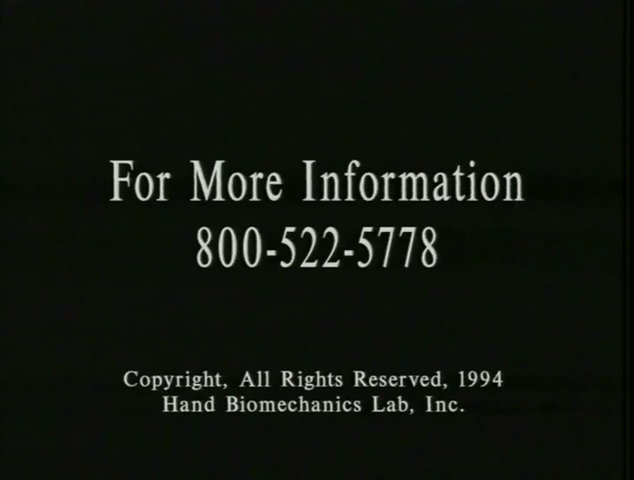 For More Information
800-522-5778
Copyright, All Rights Reserved, 1994
Hand Biomechanics Lab, Inc.